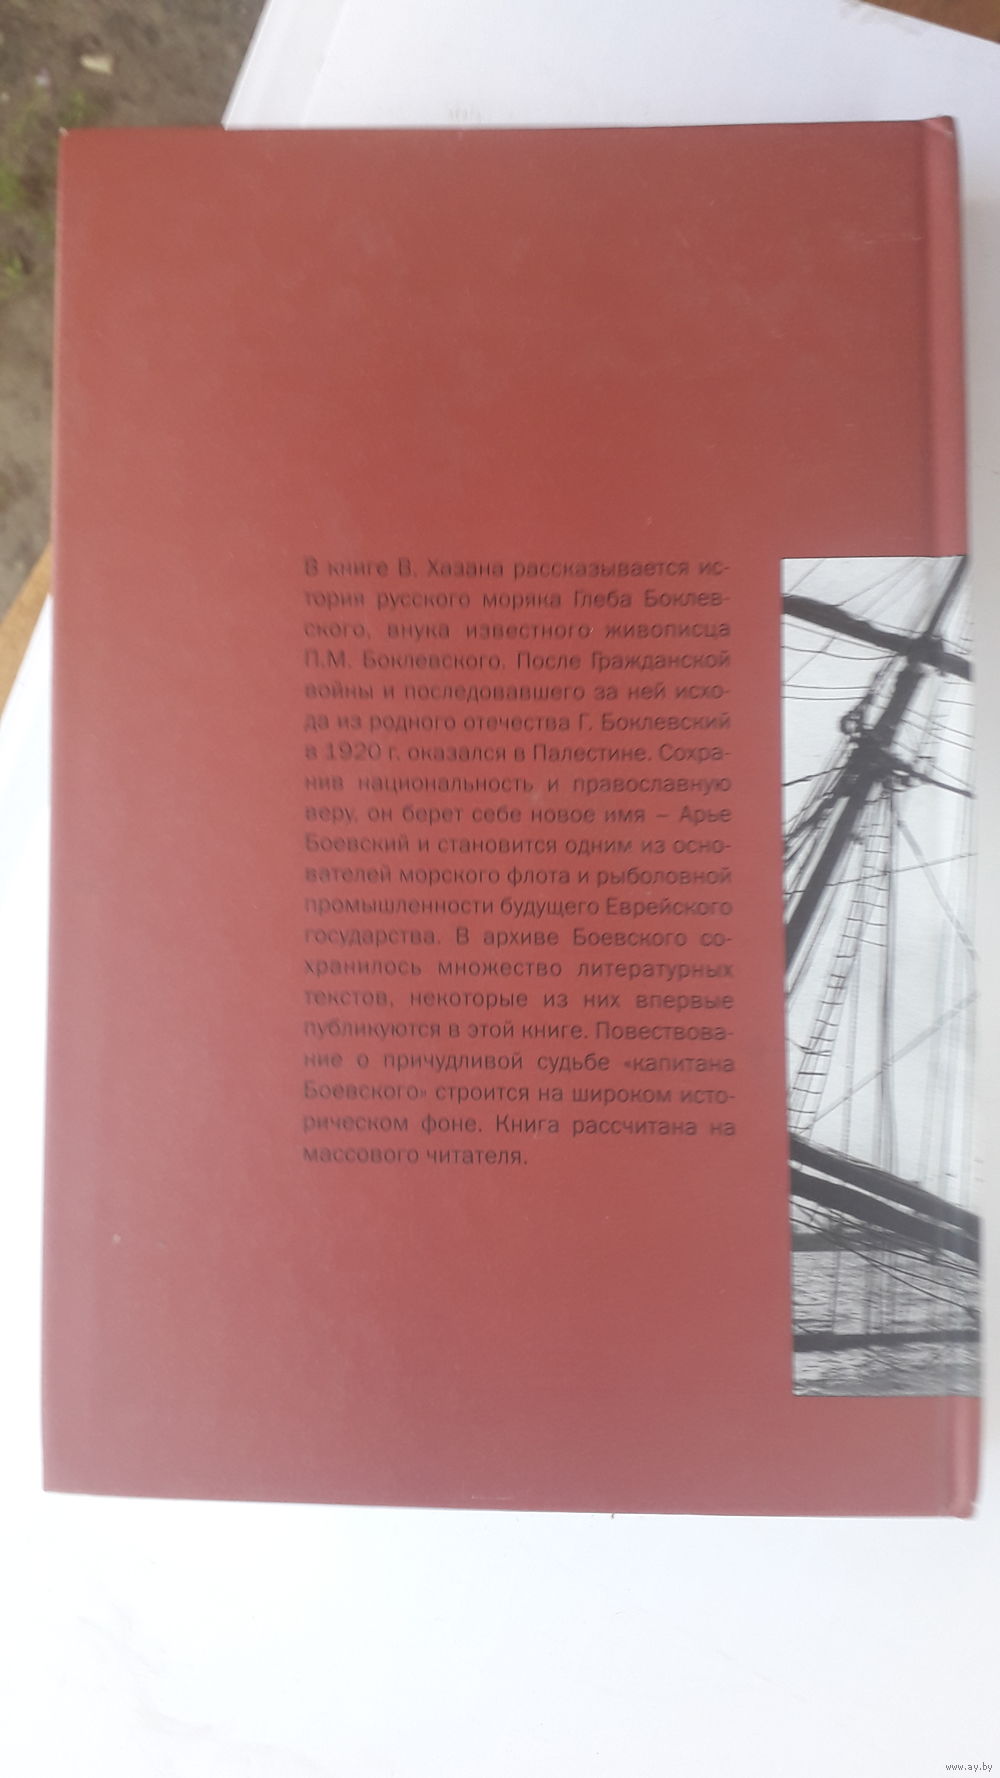 В книге В. Хазана рассказывается ис-
тория русского моряка Глеба Боклев-
ского, внука известного живописца
П.М. Боклевского. После Гражданской
войны и последовавшего за ней исхо-
да из родного отечества Г. Боклевский
в 1920 г. оказался в Палестине. Сохра-
нив национальность и православную
веру, он берет себе новое имя – Арье
Боевский и становится одним из осно-
вателей морского флота и рыболовной
промышленности будущего Еврейского
государства. В архиве Боевского со-
хранилось множество литературных
текстов, некоторые из них впервые
публикуются в этой книге. Повествова-
ние о причудливой судьбе «капитана
Боевского» строится на широком исто-
рическом фоне. Книга рассчитана на
массового читателя.
www.ay.by